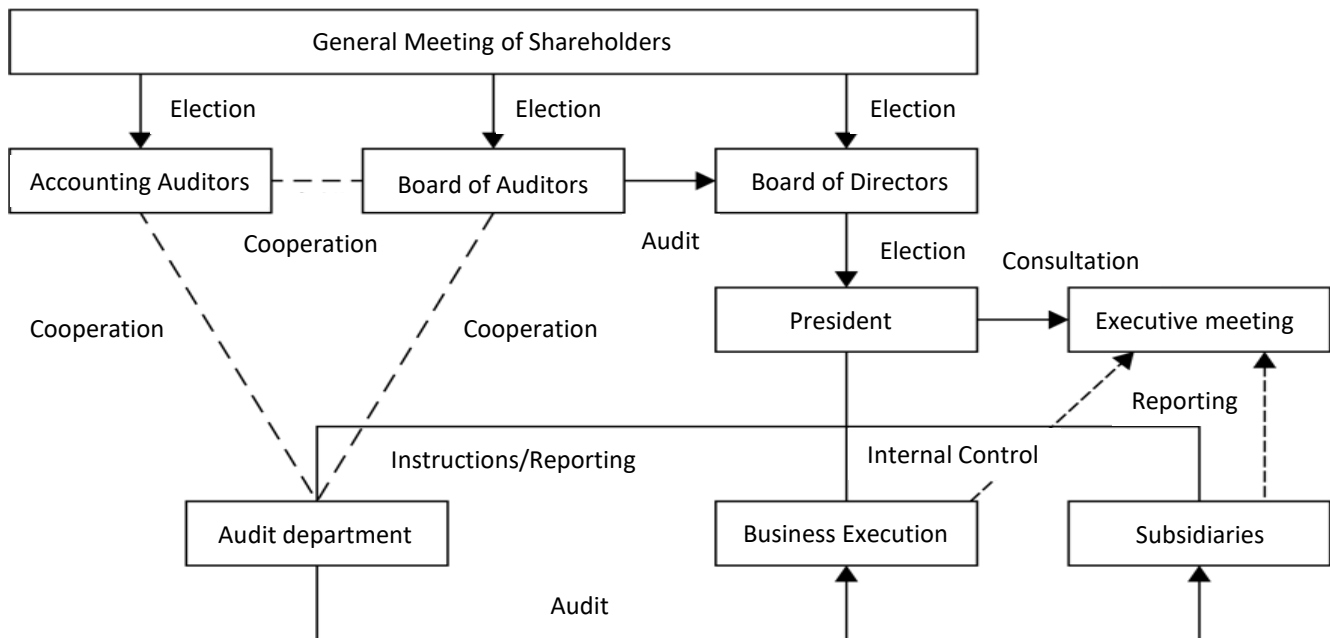 General Meeting of Shareholders
Election
Election
Election
Accounting Auditors
Board of Auditors
Board of Directors
Cooperation
Audit
Election
Consultation
Cooperation
Cooperation
President
Executive meeting
Reporting
Instructions/Reporting
Internal Control
Audit department
Business Execution
Subsidiaries
Audit